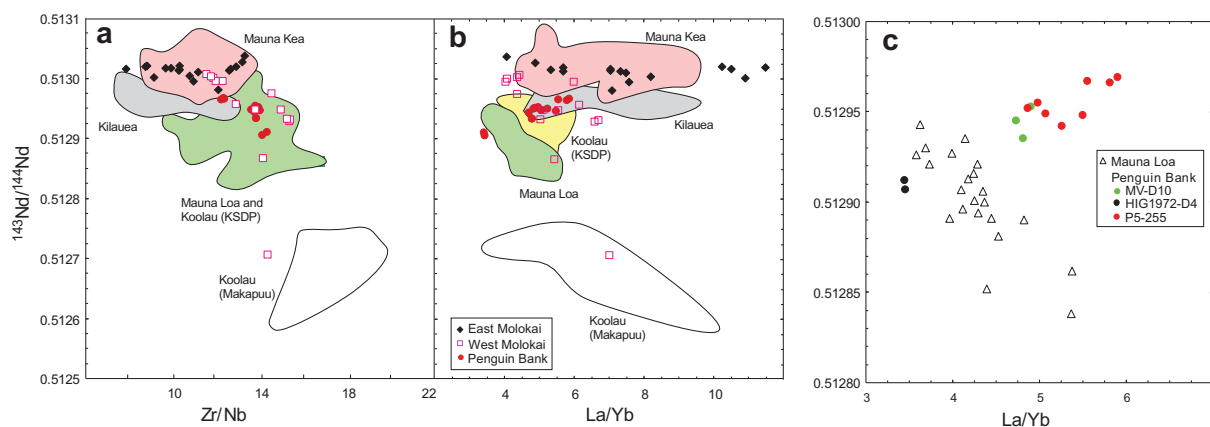 a
Mauna Kea
Kilauea
Mauna Loa and
Koolau (KSDP)
Koolau
(Makapuu)
0.5131
0.5130
0.5129
0.5128
0.5127
0.5126
0.5125
¹⁴³Nd/¹⁴⁴Nd
10
14
18
22
Zr/Nb
b
Mauna Kea
Kilauea
Koolau
(KSDP)
Mauna Loa
Koolau
(Makapuu)
East Molokai
West Molokai
Penguin Bank
2
4
6
8
10
La/Yb
c
0.51300
0.51295
0.51290
0.51285
0.51280
Mauna Loa
Penguin Bank
MV-D10
HIG1972-D4
P5-255
3
4
5
6
La/Yb